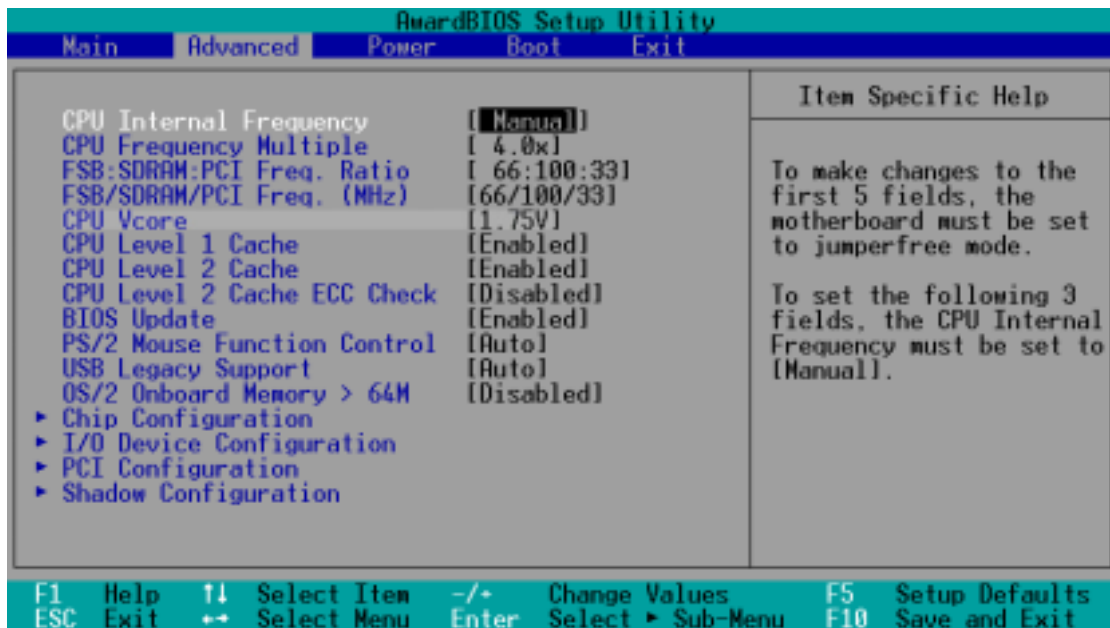 AwardBIOS Setup Utility
Main Advanced Power Boot Exit
CPU Internal Frequency [ Manual]
CPU Frequency Multiple [ 4.0x]
FSB:SDRAM:PCI Freq. Ratio [ 66:100:33]
FSB/SDRAM/PCI Freq. (MHz) [66/100/33]
CPU Vcore [1.75V]
CPU Level 1 Cache [Enabled]
CPU Level 2 Cache [Enabled]
CPU Level 2 Cache ECC Check [Disabled]
BIOS Update [Enabled]
PS/2 Mouse Function Control [Auto]
USB Legacy Support [Auto]
OS/2 Onboard Memory > 64M [Disabled]
► Chip Configuration
► I/O Device Configuration
► PCI Configuration
► Shadow Configuration
Item Specific Help
To make changes to the
first 5 fields, the
motherboard must be set
to jumperfree mode.
To set the following 3
fields, the CPU Internal
Frequency must be set to
[Manual].
F1 Help ↑↓ Select Item -/+ Change Values F5 Setup Defaults
ESC Exit ←→ Select Menu Enter Select ► Sub-Menu F10 Save and Exit